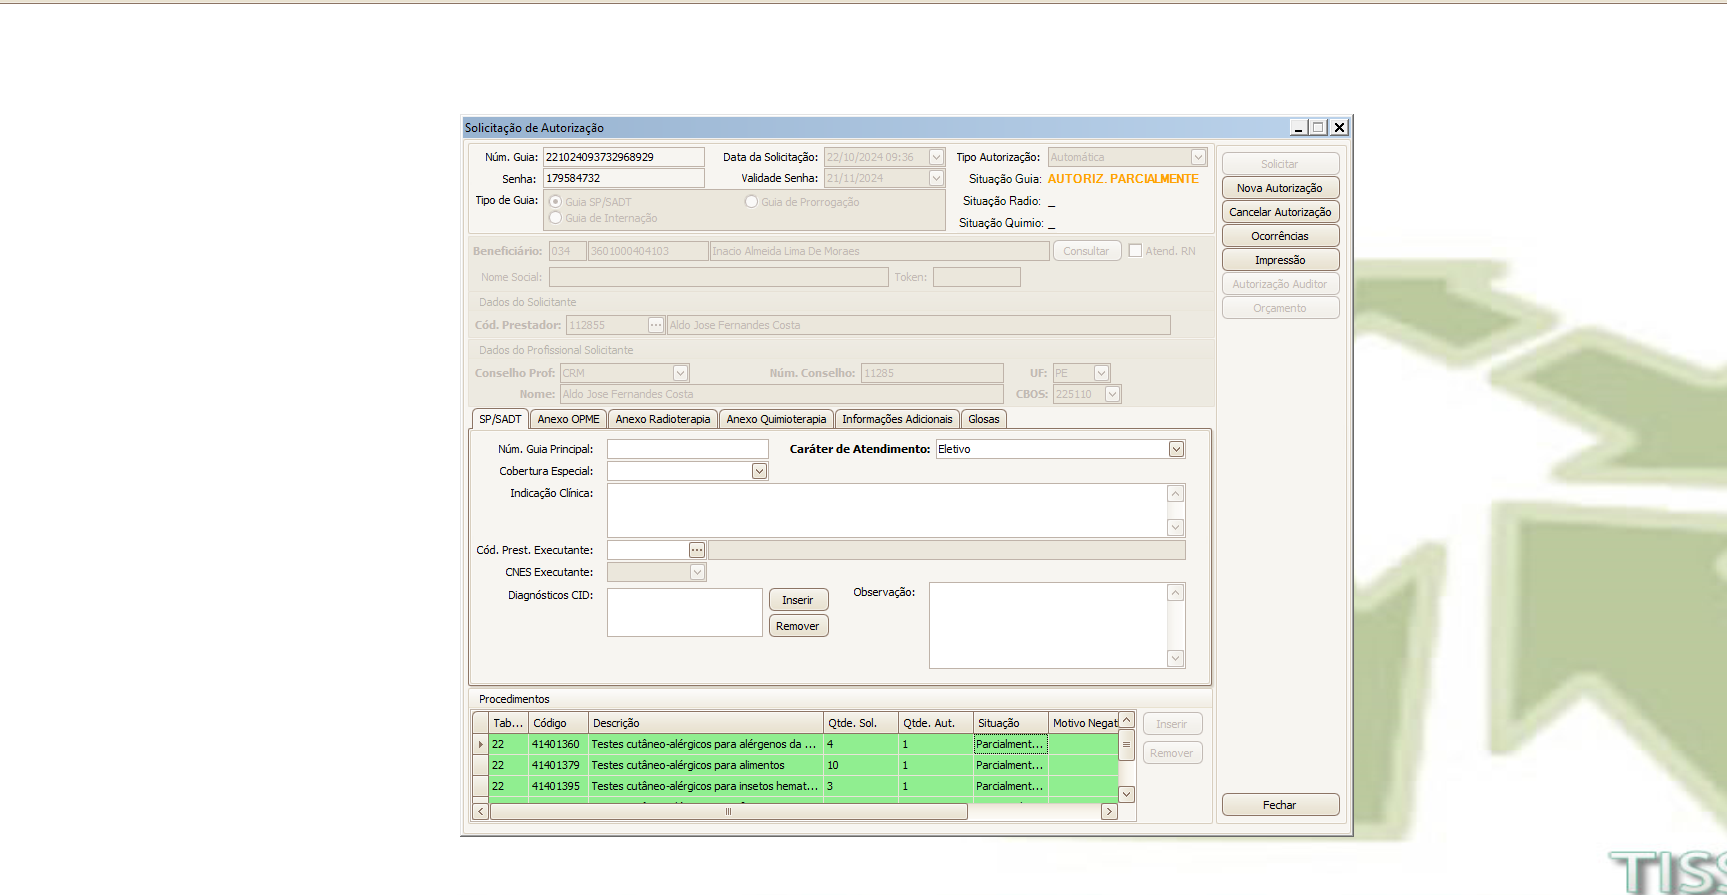 Solicitação de Autorização
Núm. Guia: 221024093732968929 Data da Solicitação: 22/10/2024 09:36 Tipo Autorização: Automática
Senha: 179584732 Validade Senha: 21/11/2024 Situação Guia: AUTORIZ. PARCIALMENTE
Tipo de Guia: Guia SP/SADT Guia de Prorrogação Situação Radio: _
Guia de Internação Situação Quimio: _
Solicitar
Nova Autorização
Cancelar Autorização
Ocorrências
Impressão
Autorização Auditor
Orçamento
Beneficiário: 034 3601000404103 Inacio Almeida Lima De Moraes Consultar Atend. RN
Nome Social: Token:
Dados do Solicitante
Cód. Prestador: 112855 ... Aldo Jose Fernandes Costa
Dados do Profissional Solicitante
Conselho Prof: CRM Núm. Conselho: 11285 UF: PE
Nome: Aldo Jose Fernandes Costa CBOS: 225110
SP/SADT Anexo OPME Anexo Radioterapia Anexo Quimioterapia Informações Adicionais Glosas
Núm. Guia Principal: Caráter de Atendimento: Eletivo
Cobertura Especial:
Indicação Clínica:
Cód. Prest. Executante: ...
CNES Executante:
Diagnósticos CID: Inserir Observação:
Remover
Procedimentos
Tab... Código Descrição Qtde. Sol. Qtde. Aut. Situação Motivo Negat
22 41401360 Testes cutâneo-alérgicos para alérgenos da ... 4 1 Parcialment...
22 41401379 Testes cutâneo-alérgicos para alimentos 10 1 Parcialment...
22 41401395 Testes cutâneo-alérgicos para insetos hemat... 3 1 Parcialment...
Inserir
Remover
Fechar
TISS